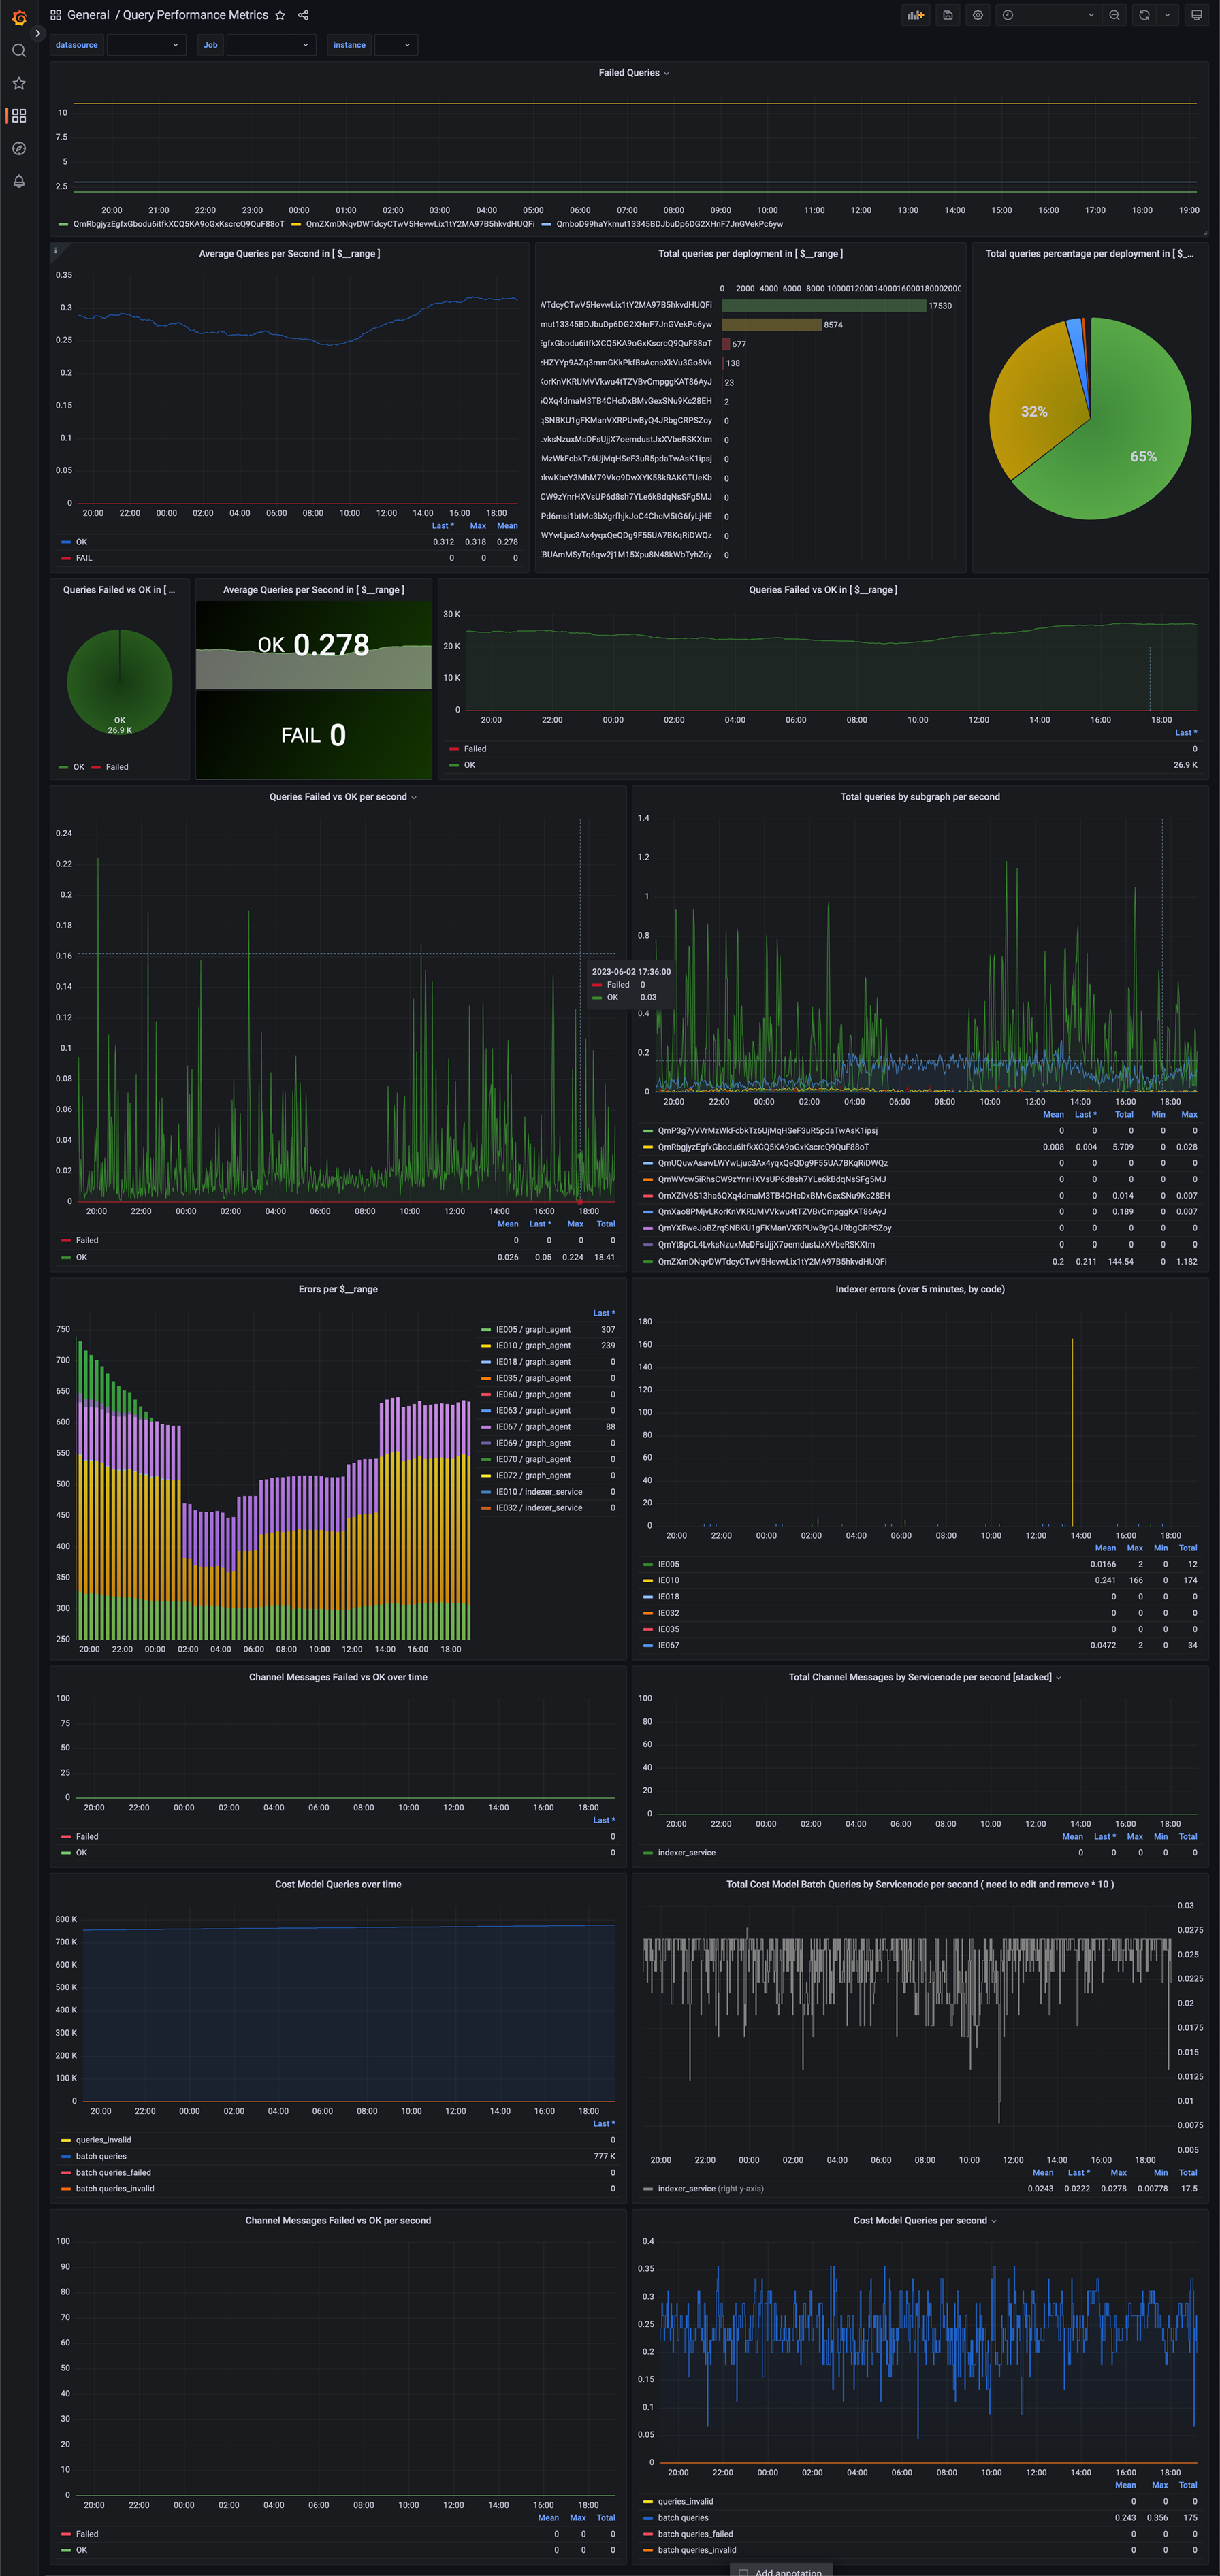 General / Query Performance Metrics
datasource Job instance
Failed Queries
10
7.5
5
2.5
20:00 21:00 22:00 23:00 00:00 01:00 02:00 03:00 04:00 05:00 06:00 07:00 08:00 09:00 10:00 11:00 12:00 13:00 14:00 15:00 16:00 17:00 18:00 19:00
QmRbgjyzEgfxGbodu6itfkXCQ5KA9oGxKscrcQ9QuF88oT QmZXmDNqvDWTdcyCTwV5HevwLix1tY2MA97B5hkvdHUQFi QmboD99haYkmut13345BDJbuDp6DG2XHnF7JnGVekPc6yw
Average Queries per Second in [ $__range ]
0.35
0.3
0.25
0.2
0.15
0.1
0.05
0
20:00 22:00 00:00 02:00 04:00 06:00 08:00 10:00 12:00 14:00 16:00 18:00
Last * Max Mean
OK 0.312 0.318 0.278
FAIL 0 0 0
Total queries per deployment in [ $__range ]
0 2000 4000 6000 8000 10000 12000 14000 16000 18000 2000
WTdcyCTwV5HevwLix1tY2MA97B5hkvdHUQFi 17530
mut13345BDJbuDp6DG2XHnF7JnGVekPc6yw 8574
EgfxGbodu6itfkXCQ5KA9oGxKscrcQ9QuF88oT 677
zHZYYp9AZq3mmGKkPkfBsAcnsXkVu3Go8Vk 138
KorKnVKRUMVVkwu4tTZVBvCmpggKAT86AyJ 23
6QXq4dmaM3TB4CHcDxBMvGexSNu9Kc28EH 2
qSNBKU1gFKManVXRPUwByQ4JRbgCRPSZoy 0
LvksNzuxMcDFsUjjX7oemdustJxXVbeRSKXtm 0
MzWkFcbkTz6UjMqHSeF3uR5pdaTwAsK1ipsj 0
kwKbcY3MhM79Vko9DwXYK58kRAKGTUeKb 0
CW9zYnrHXVsUP6d8sh7YLe6kBdqNsSFg5MJ 0
Pd6msi1btMc3bXgrfhjkJoC4ChcM5tG6fyLjHE 0
WYwLjuc3Ax4yqxQeQDg9F55UA7BKqRiDWQz 0
BUAmMSyTq6qw2j1M15Xpu8N48kWbTyhZdy 0
Total queries percentage per deployment in [ $_...
32%
65%
Queries Failed vs OK in [ ...
OK
26.9 K
OK Failed
Average Queries per Second in [ $__range ]
OK 0.278
FAIL 0
Queries Failed vs OK in [ $__range ]
30 K
20 K
10 K
0
20:00 22:00 00:00 02:00 04:00 06:00 08:00 10:00 12:00 14:00 16:00 18:00
Last *
Failed 0
OK 26.9 K
Queries Failed vs OK per second
0.24
0.22
0.2
0.18
0.16
0.14
0.12
0.1
0.08
0.06
0.04
0.02
0
20:00 22:00 00:00 02:00 04:00 06:00 08:00 10:00 12:00 14:00 16:00 18:00
Mean Last * Max Total
Failed 0 0 0 0
OK 0.026 0.05 0.224 18.41
2023-06-02 17:36:00
Failed 0
OK 0.03
Total queries by subgraph per second
1.4
1.2
1
0.8
0.4
0.2
0
20:00 22:00 00:00 02:00 04:00 06:00 08:00 10:00 12:00 14:00 16:00 18:00
Mean Last * Total Min Max
QmP3g7yVVrMzWkFcbkTz6UjMqHSeF3uR5pdaTwAsK1ipsj 0 0 0 0 0
QmRbgjyzEgfxGbodu6itfkXCQ5KA9oGxKscrcQ9QuF88oT 0.008 0.004 5.709 0 0.028
QmUQuwAsawLWYwLjuc3Ax4yqxQeQDg9F55UA7BKqRiDWQz 0 0 0 0 0
QmWVcw5iRhsCW9zYnrHXVsUP6d8sh7YLe6kBdqNsSFg5MJ 0 0 0 0 0
QmXZiV6S13ha6QXq4dmaM3TB4CHcDxBMvGexSNu9Kc28EH 0 0 0.014 0 0.007
QmXao8PMjvLKorKnVKRUMVVkwu4tTZVBvCmpggKAT86AyJ 0 0 0.189 0 0.007
QmYXRweJoBZrqSNBKU1gFKManVXRPUwByQ4JRbgCRPSZoy 0 0 0 0 0
QmYt8pCL4LvksNzuxMcDFsUjjX7oemdustJxXVbeRSKXtm 0 0 0 0 0
QmZXmDNqvDWTdcyCTwV5HevwLix1tY2MA97B5hkvdHUQFi 0.2 0.211 144.54 0 1.182
Erors per $__range
750
700
650
600
550
500
450
400
350
300
250
20:00 22:00 00:00 02:00 04:00 06:00 08:00 10:00 12:00 14:00 16:00 18:00
Last *
IE005 / graph_agent 307
IE010 / graph_agent 239
IE018 / graph_agent 0
IE035 / graph_agent 0
IE060 / graph_agent 0
IE063 / graph_agent 0
IE067 / graph_agent 88
IE069 / graph_agent 0
IE070 / graph_agent 0
IE072 / graph_agent 0
IE010 / indexer_service 0
IE032 / indexer_service 0
Indexer errors (over 5 minutes, by code)
180
160
140
120
100
80
60
40
20
0
20:00 22:00 00:00 02:00 04:00 06:00 08:00 10:00 12:00 14:00 16:00 18:00
Mean Max Min Total
IE005 0.0166 2 0 12
IE010 0.241 166 0 174
IE018 0 0 0 0
IE032 0 0 0 0
IE035 0 0 0 0
IE067 0.0472 2 0 34
Channel Messages Failed vs OK over time
100
75
50
25
0
20:00 22:00 00:00 02:00 04:00 06:00 08:00 10:00 12:00 14:00 16:00 18:00
Last *
Failed 0
OK 0
Total Channel Messages by Servicenode per second [stacked]
100
80
60
40
20
0
20:00 22:00 00:00 02:00 04:00 06:00 08:00 10:00 12:00 14:00 16:00 18:00
Mean Last * Max Min Total
indexer_service 0 0 0 0 0
Cost Model Queries over time
800 K
700 K
600 K
500 K
400 K
300 K
200 K
100 K
0
20:00 22:00 00:00 02:00 04:00 06:00 08:00 10:00 12:00 14:00 16:00 18:00
Last *
queries_invalid 0
batch queries 777 K
batch queries_failed 0
batch queries_invalid 0
Total Cost Model Batch Queries by Servicenode per second ( need to edit and remove * 10 )
0.03
0.0275
0.025
0.0225
0.02
0.0175
0.015
0.0125
0.01
0.0075
0.005
20:00 22:00 00:00 02:00 04:00 06:00 08:00 10:00 12:00 14:00 16:00 18:00
Mean Last * Max Min Total
indexer_service (right y-axis) 0.0243 0.0222 0.0278 0.00778 17.5
Channel Messages Failed vs OK per second
100
90
80
70
60
50
40
30
20
10
0
20:00 22:00 00:00 02:00 04:00 06:00 08:00 10:00 12:00 14:00 16:00 18:00
Mean Max Total
Failed 0 0 0
OK 0 0 0
Cost Model Queries per second
0.4
0.35
0.3
0.25
0.2
0.15
0.1
0.05
0
20:00 22:00 00:00 02:00 04:00 06:00 08:00 10:00 12:00 14:00 16:00 18:00
Mean Max Total
queries_invalid 0 0 0
batch queries 0.243 0.356 175
batch queries_failed 0 0 0
batch queries_invalid 0 0 0
Add annotation